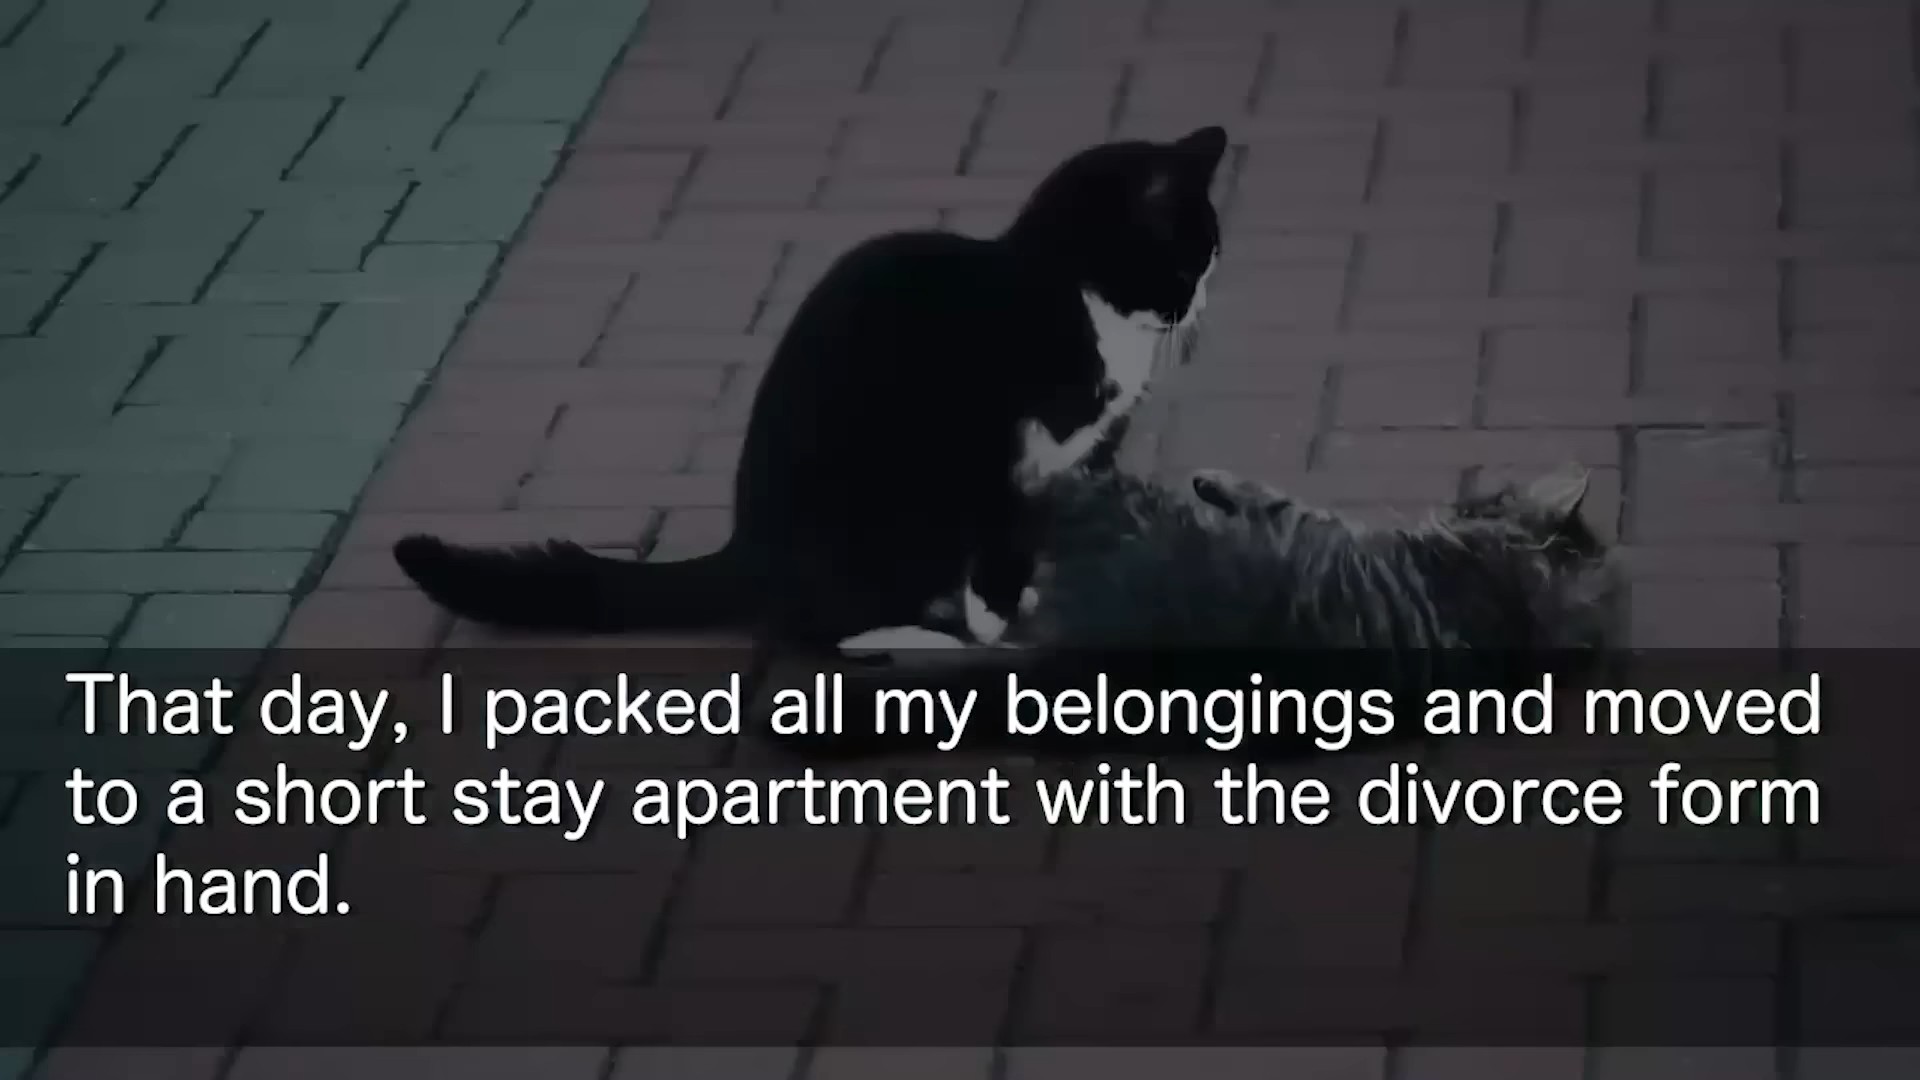 That day, I packed all my belongings and moved
to a short stay apartment with the divorce form
in hand.